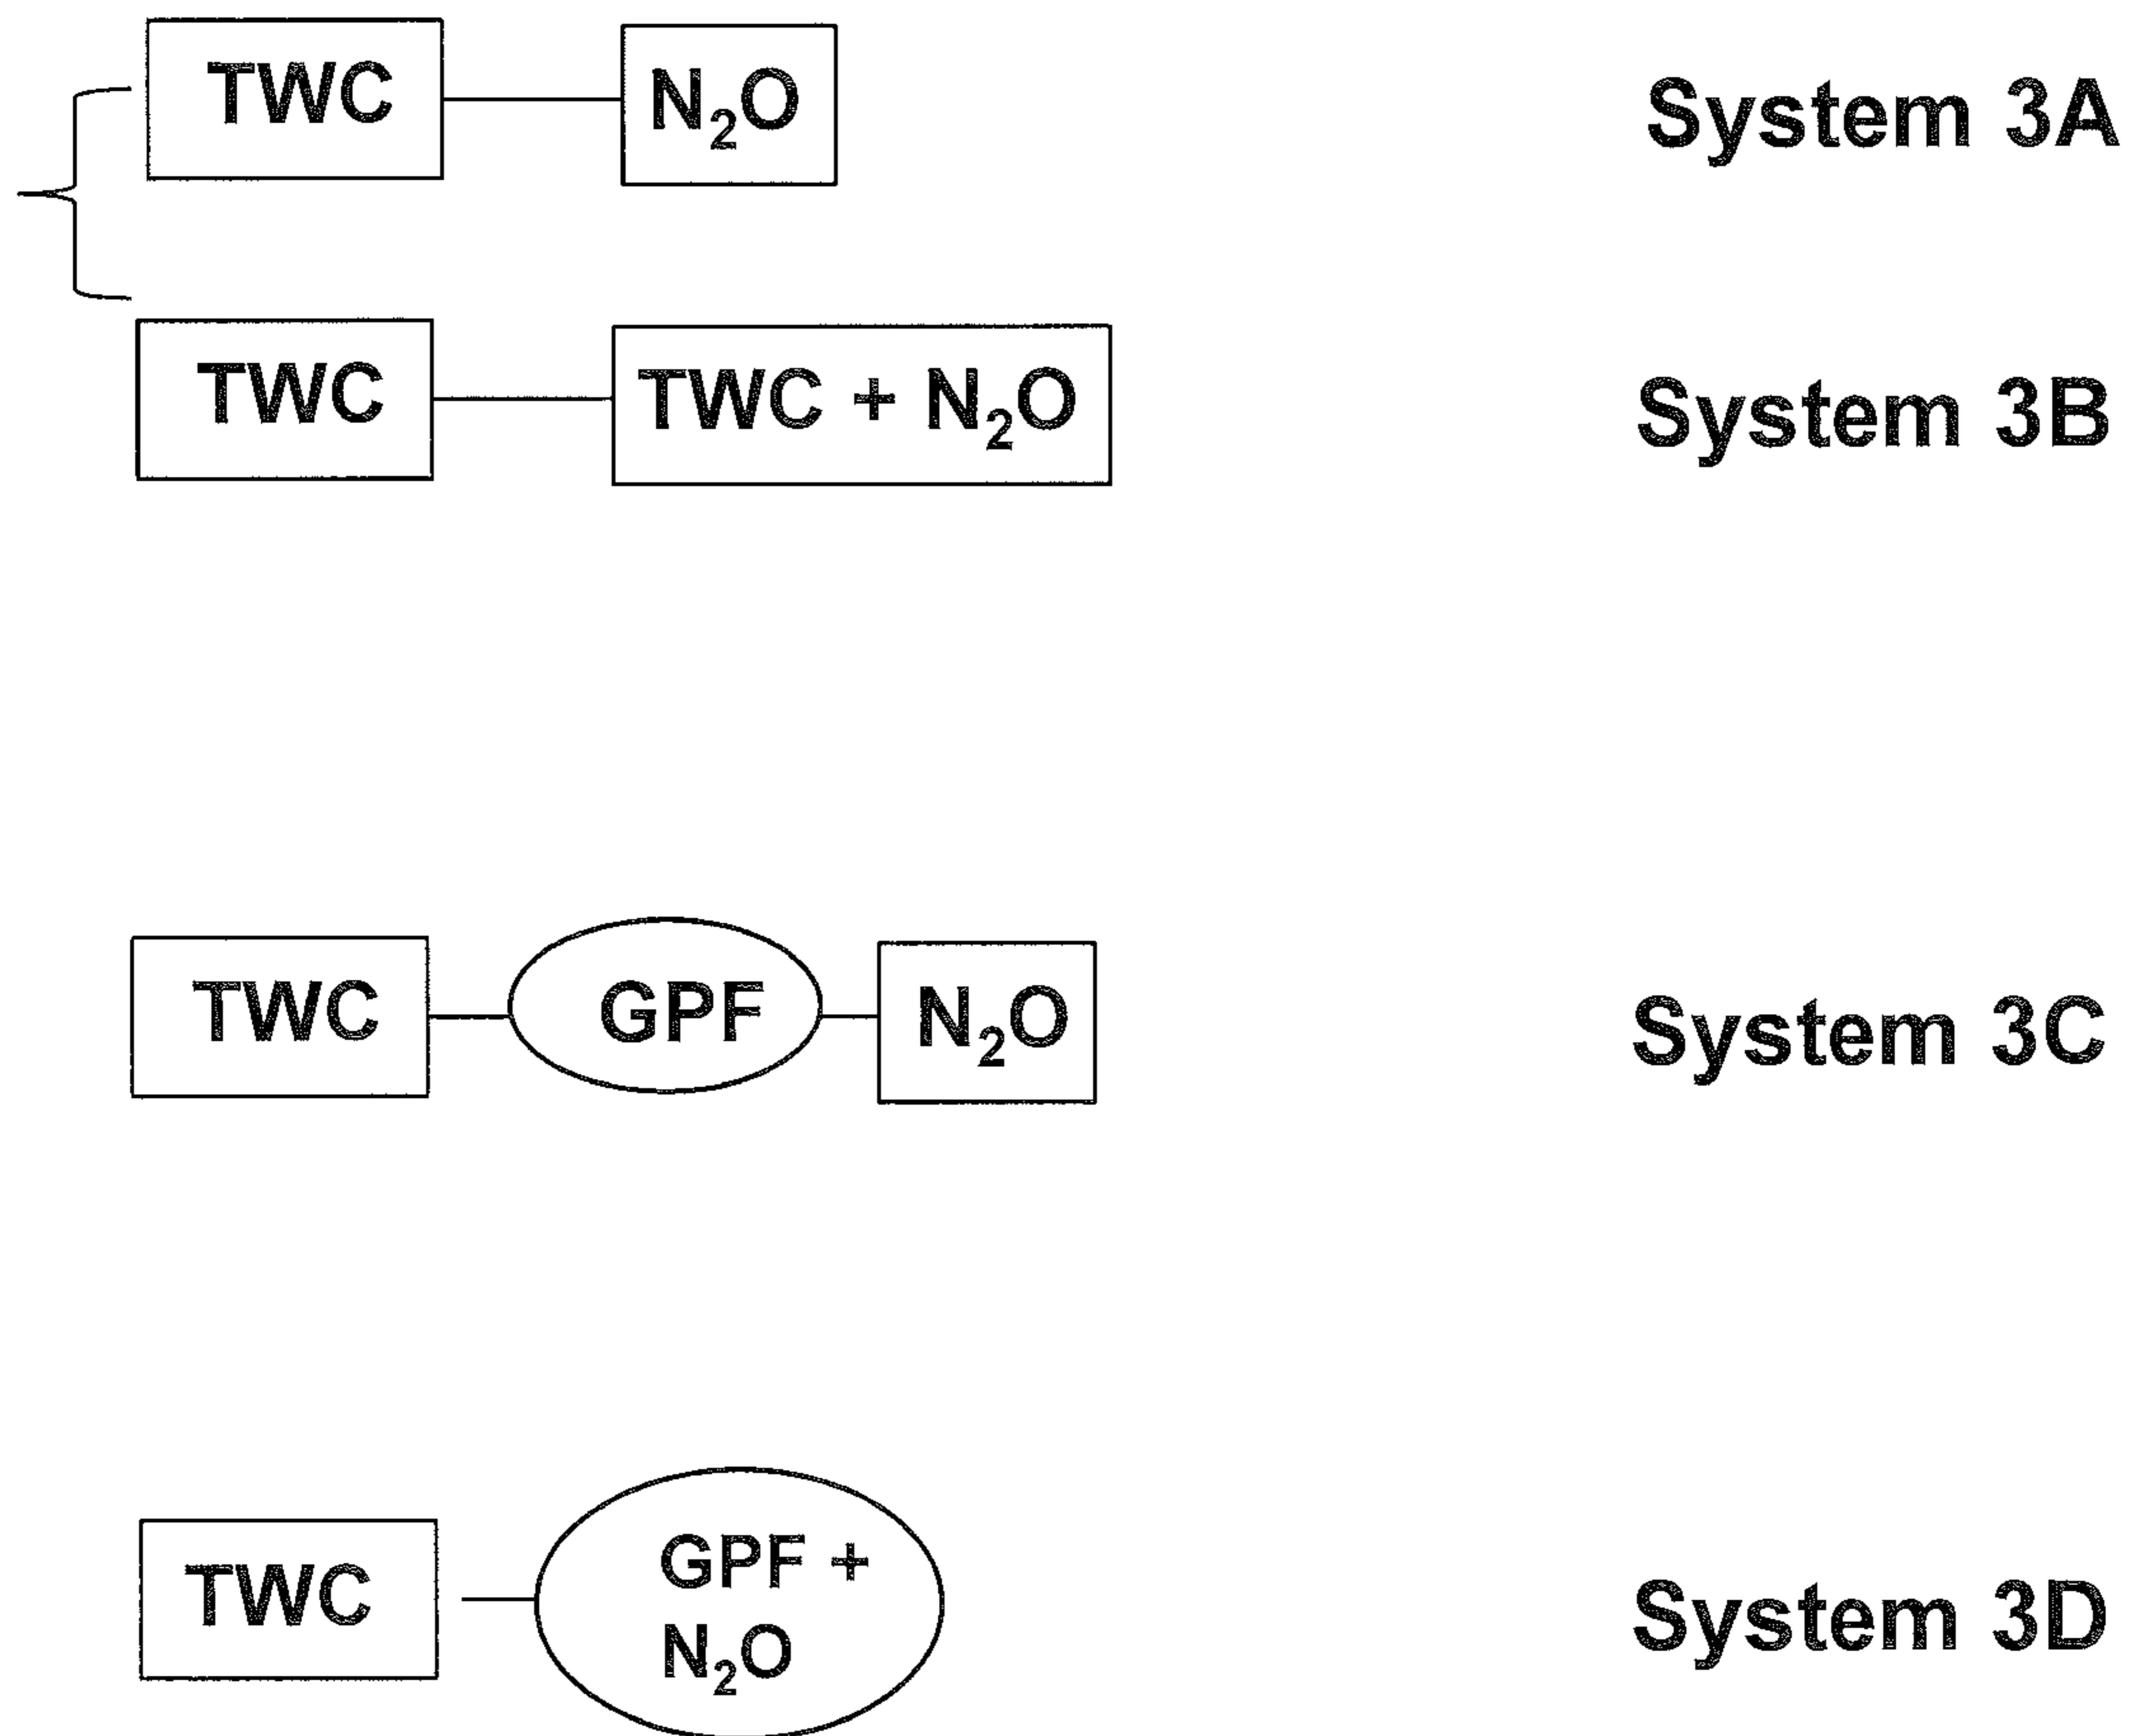 TWC N₂O System 3A
TWC TWC + N₂O System 3B
TWC GPF N₂O System 3C
TWC GPF +
N₂O System 3D